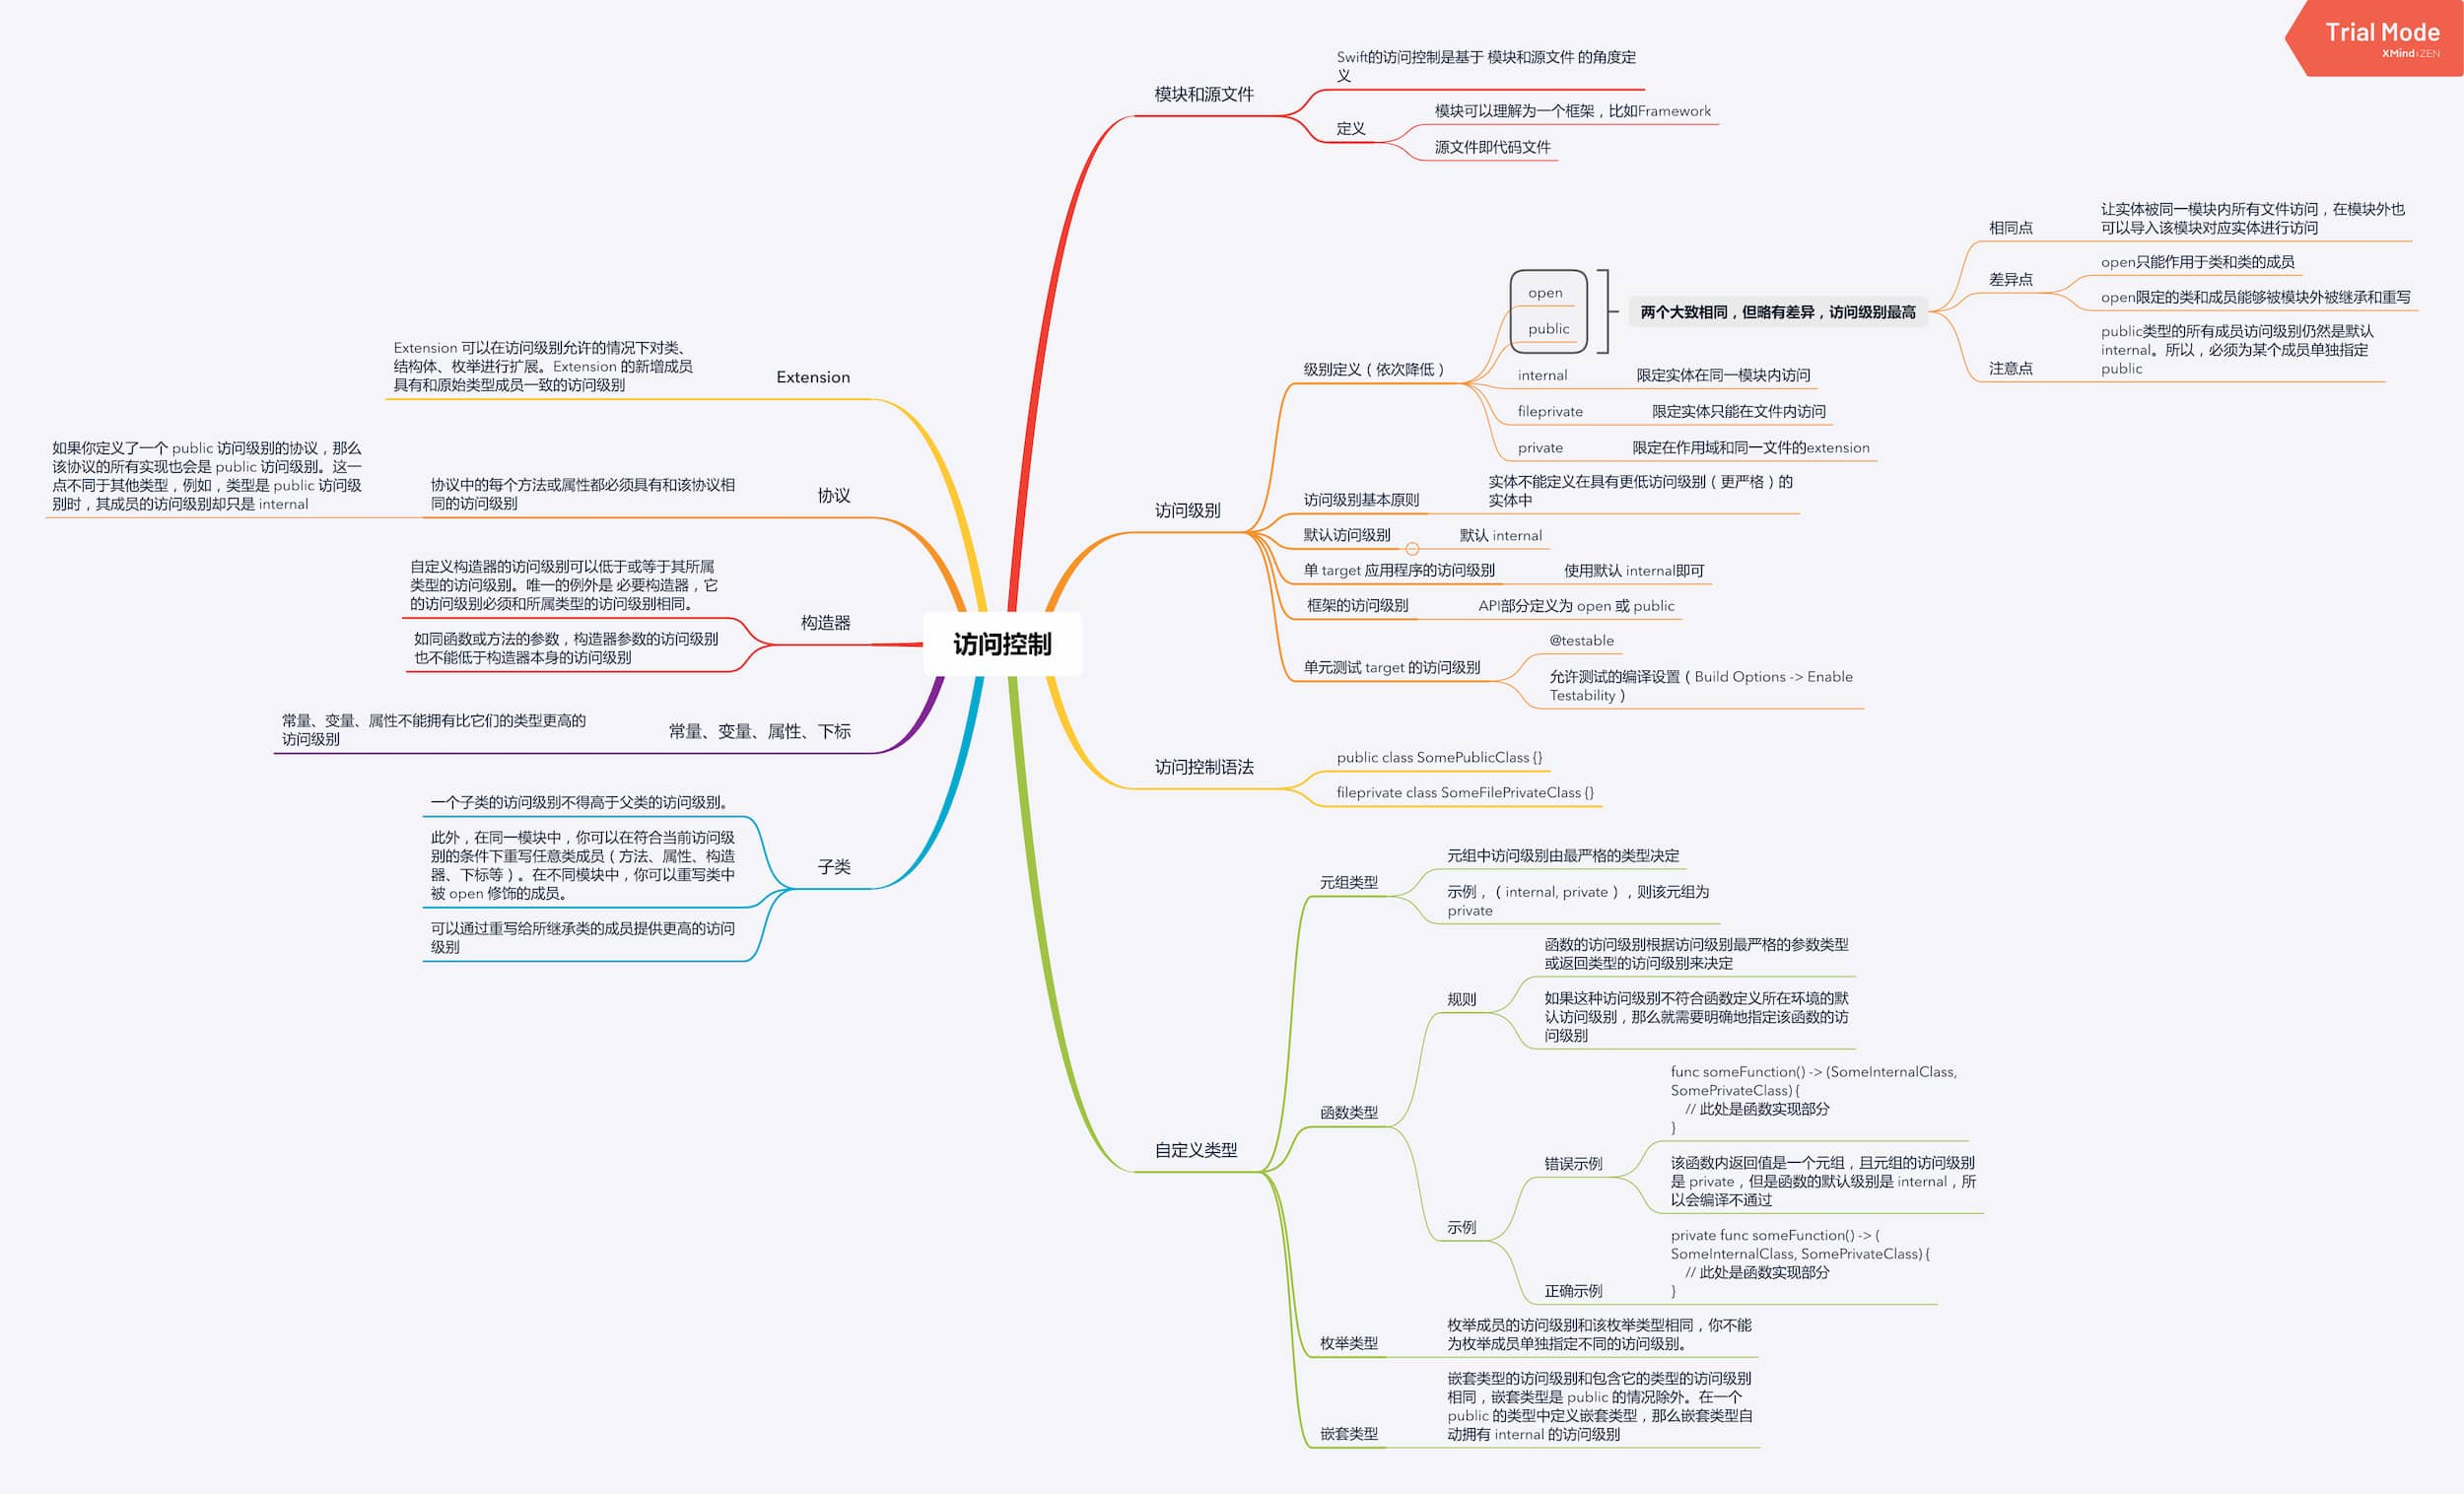 Trial Mode
XMind:ZEN
访问控制
模块和源文件
Swift的访问控制是基于 模块和源文件 的角度定
义
定义
模块可以理解为一个框架，比如Framework
源文件即代码文件
访问级别
级别定义（依次降低）
open
public
两个大致相同，但略有差异，访问级别最高
相同点
让实体被同一模块内所有文件访问，在模块外也
可以导入该模块对应实体进行访问
差异点
open只能作用于类和类的成员
open限定的类和成员能够被模块外被继承和重写
注意点
public类型的所有成员访问级别仍然是默认
internal。所以，必须为某个成员单独指定
public
internal
限定实体在同一模块内访问
fileprivate
限定实体只能在文件内访问
private
限定在作用域和同一文件的extension
访问级别基本原则
实体不能定义在具有更低访问级别（更严格）的
实体中
默认访问级别
默认 internal
单 target 应用程序的访问级别
使用默认 internal即可
框架的访问级别
API部分定义为 open 或 public
单元测试 target 的访问级别
@testable
允许测试的编译设置（Build Options -> Enable
Testability）
访问控制语法
public class SomePublicClass {}
fileprivate class SomeFilePrivateClass {}
自定义类型
元组类型
元组中访问级别由最严格的类型决定
示例，（internal, private），则该元组为
private
函数类型
规则
函数的访问级别根据访问级别最严格的参数类型
或返回类型的访问级别来决定
如果这种访问级别不符合函数定义所在环境的默
认访问级别，那么就需要明确地指定该函数的访
问级别
示例
错误示例
func someFunction() -> (SomeInternalClass,
SomePrivateClass) {
// 此处是函数实现部分
}
该函数内返回值是一个元组，且元组的访问级别
是 private，但是函数的默认级别是 internal，所
以会编译不通过
正确示例
private func someFunction() -> (
SomeInternalClass, SomePrivateClass) {
// 此处是函数实现部分
}
枚举类型
枚举成员的访问级别和该枚举类型相同，你不能
为枚举成员单独指定不同的访问级别。
嵌套类型
嵌套类型的访问级别和包含它的类型的访问级别
相同，嵌套类型是 public 的情况除外。在一个
public 的类型中定义嵌套类型，那么嵌套类型自
动拥有 internal 的访问级别
Extension
Extension 可以在访问级别允许的情况下对类、
结构体、枚举进行扩展。Extension 的新增成员
具有和原始类型成员一致的访问级别
协议
协议中的每个方法或属性都必须具有和该协议相
同的访问级别
如果你定义了一个 public 访问级别的协议，那么
该协议的所有实现也会是 public 访问级别。这一
点不同于其他类型，例如，类型是 public 访问级
别时，其成员的访问级别却只是 internal
构造器
自定义构造器的访问级别可以低于或等于其所属
类型的访问级别。唯一的例外是 必要构造器，它
的访问级别必须和所属类型的访问级别相同。
如同函数或方法的参数，构造器参数的访问级别
也不能低于构造器本身的访问级别
常量、变量、属性、下标
常量、变量、属性不能拥有比它们的类型更高的
访问级别
子类
一个子类的访问级别不得高于父类的访问级别。
此外，在同一模块中，你可以在符合当前访问级
别的条件下重写任意类成员（方法、属性、构造
器、下标等）。在不同模块中，你可以重写类中
被 open 修饰的成员。
可以通过重写给所继承类的成员提供更高的访问
级别